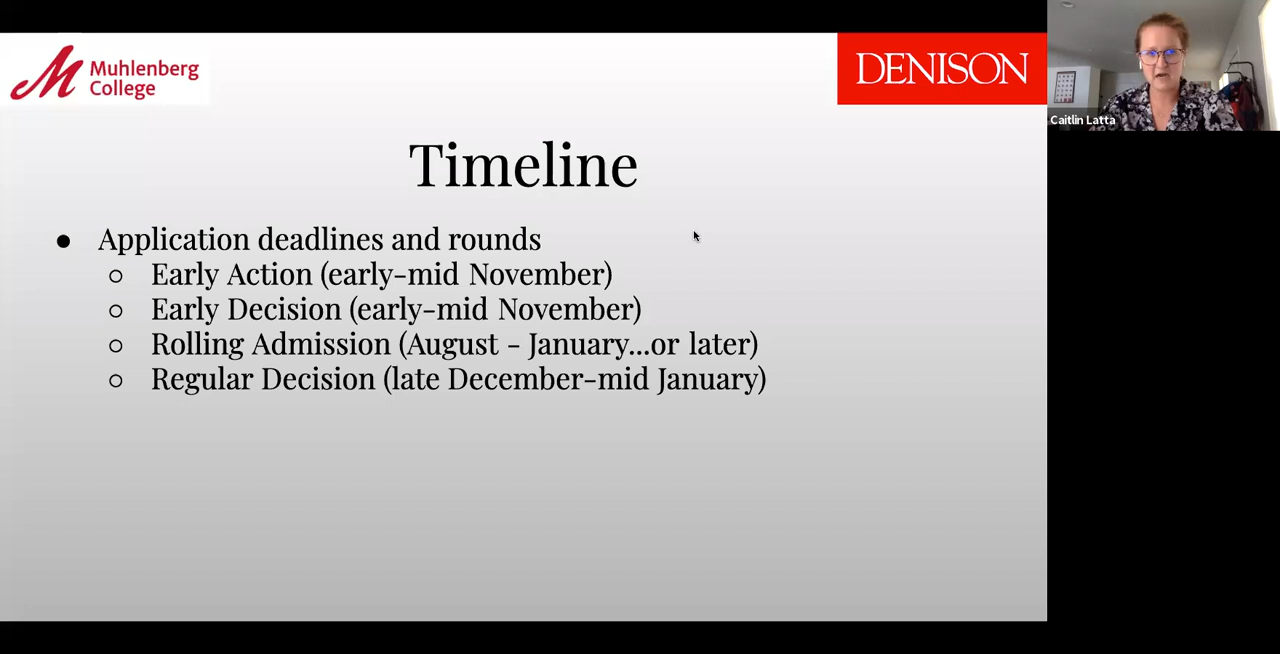 Muhlenberg
College
DENISON
Caitlin Latta
Timeline
● Application deadlines and rounds
○ Early Action (early-mid November)
○ Early Decision (early-mid November)
○ Rolling Admission (August - January...or later)
○ Regular Decision (late December-mid January)